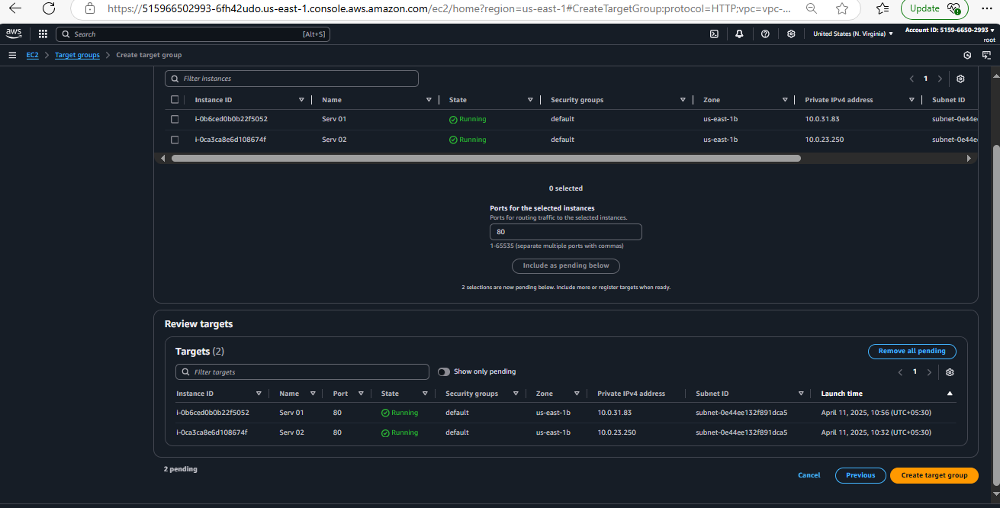 https://515966502993-6fh42udo.us-east-1.console.aws.amazon.com/ec2/home?region=us-east-1#CreateTargetGroup:protocol=HTTP;vpc=vpc-... Update
aws Search [Alt+S] United States (N. Virginia) Account ID: 5159-6650-2993
root
EC2 Target groups Create target group
Filter instances 1
Instance ID Name State Security groups Zone Private IPv4 address Subnet ID
i-0b6ced0b0b22f5052 Serv 01 Running default us-east-1b 10.0.31.83 subnet-0e44ee
i-0ca3ca8e6d108674f Serv 02 Running default us-east-1b 10.0.23.250 subnet-0e44ee
0 selected
Ports for the selected instances
Ports for routing traffic to the selected instances.
80
1-65535 (separate multiple ports with commas)
Include as pending below
2 selections are now pending below. Include more or register targets when ready.
Review targets
Targets (2) Remove all pending
Filter targets Show only pending 1
Instance ID Name Port State Security groups Zone Private IPv4 address Subnet ID Launch time
i-0b6ced0b0b22f5052 Serv 01 80 Running default us-east-1b 10.0.31.83 subnet-0e44ee132f891dca5 April 11, 2025, 10:56 (UTC+05:30)
i-0ca3ca8e6d108674f Serv 02 80 Running default us-east-1b 10.0.23.250 subnet-0e44ee132f891dca5 April 11, 2025, 10:32 (UTC+05:30)
2 pending
Cancel Previous Create target group